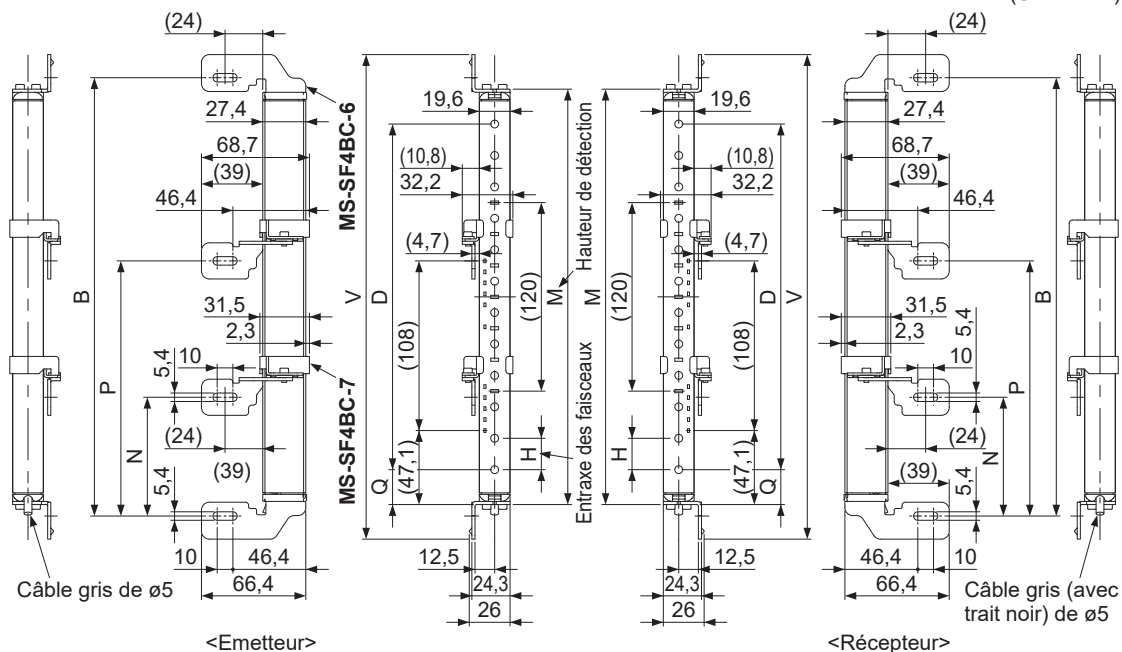 (24)
27,4
68,7
(39)
46,4
MS-SF4BC-6
B
P
N
31,5
2,3
10
5,4
(24)
(39)
5,4
MS-SF4BC-7
10
46,4
66,4
Câble gris de ø5
<Emetteur>
19,6
(10,8)
32,2
(4,7)
V
D
(120)
M
Hauteur de détection
(108)
(47,1)
Q
H
Entraxe des faisceaux
12,5
24,3
26
19,6
(10,8)
32,2
(4,7)
M
(120)
D
V
(108)
H
(47,1)
Q
12,5
24,3
26
(24)
27,4
68,7
(39)
46,4
31,5
2,3
5,4
10
B
P
N
(24)
(39)
5,4
46,4
10
66,4
Câble gris (avec
trait noir) de ø5
<Récepteur>